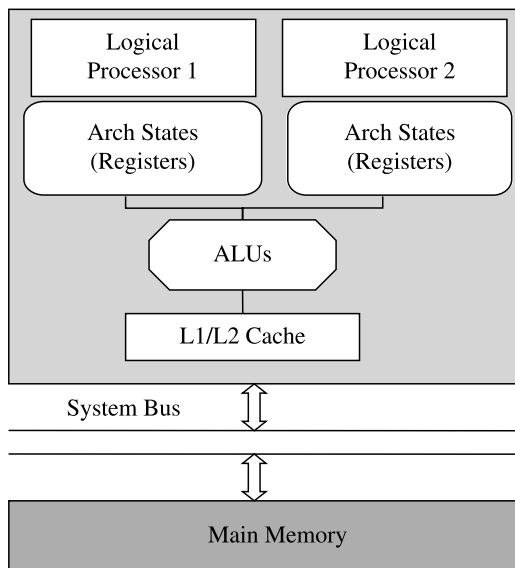 Logical
Processor 1
Logical
Processor 2
Arch States
(Registers)
Arch States
(Registers)
ALUs
L1/L2 Cache
System Bus
Main Memory